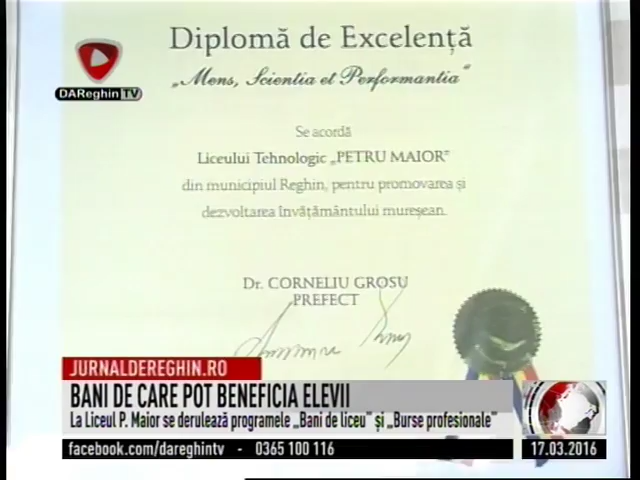 Diplomă de Excelență
„Mens, Scientia et Performantia"
DAReghin TV
Se acordă
Liceului Tehnologic „PETRU MAIOR"
din municipiul Reghin, pentru promovarea și
dezvoltarea învățământului mureșean.
Dr. CORNELIU GROSU
PREFECT
JURNALDEREGHIN.RO
BANI DE CARE POT BENEFICIA ELEVII
La Liceul P. Maior se derulează programele „Bani de liceu" și „Burse profesionale"
facebook.com/dareghintv - 0365 100 116
17.03.2016